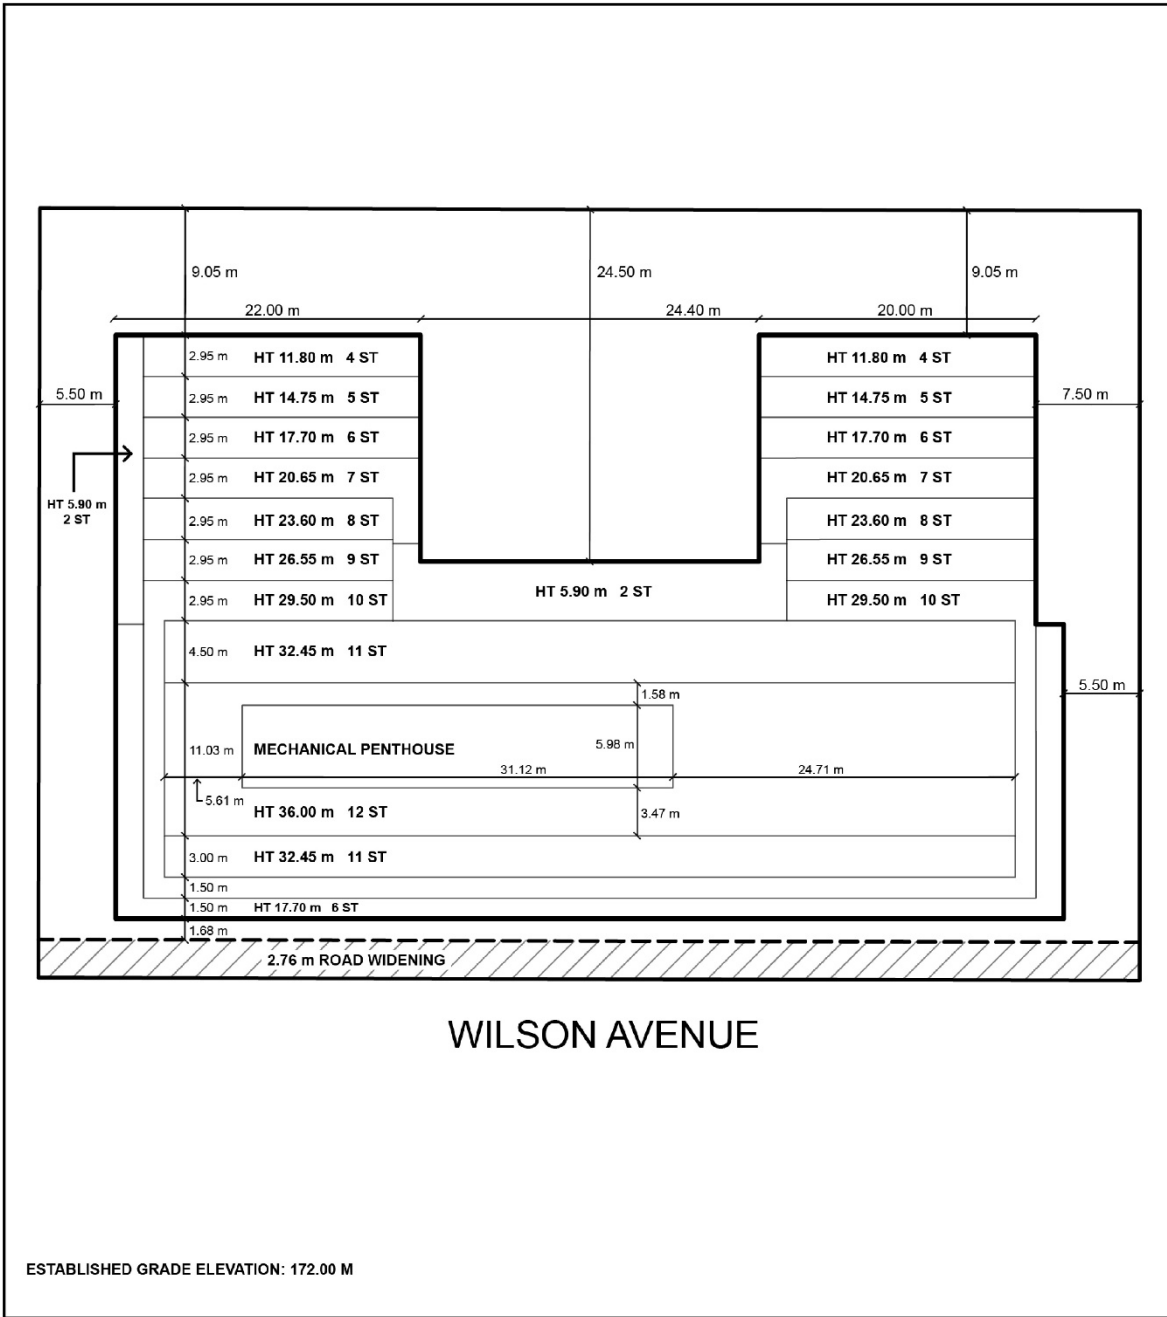 9.05 m
24.50 m
9.05 m
22.00 m
24.40 m
20.00 m
2.95 m HT 11.80 m 4 ST
HT 11.80 m 4 ST
5.50 m
2.95 m HT 14.75 m 5 ST
HT 14.75 m 5 ST
7.50 m
2.95 m HT 17.70 m 6 ST
HT 17.70 m 6 ST
2.95 m HT 20.65 m 7 ST
HT 20.65 m 7 ST
HT 5.90 m
2 ST
2.95 m HT 23.60 m 8 ST
HT 23.60 m 8 ST
2.95 m HT 26.55 m 9 ST
HT 26.55 m 9 ST
HT 5.90 m 2 ST
2.95 m HT 29.50 m 10 ST
HT 29.50 m 10 ST
4.50 m HT 32.45 m 11 ST
5.50 m
1.58 m
11.03 m MECHANICAL PENTHOUSE
5.98 m
31.12 m
24.71 m
5.61 m
HT 36.00 m 12 ST
3.47 m
3.00 m HT 32.45 m 11 ST
1.50 m
1.50 m HT 17.70 m 6 ST
1.68 m
2.76 m ROAD WIDENING
WILSON AVENUE
ESTABLISHED GRADE ELEVATION: 172.00 M